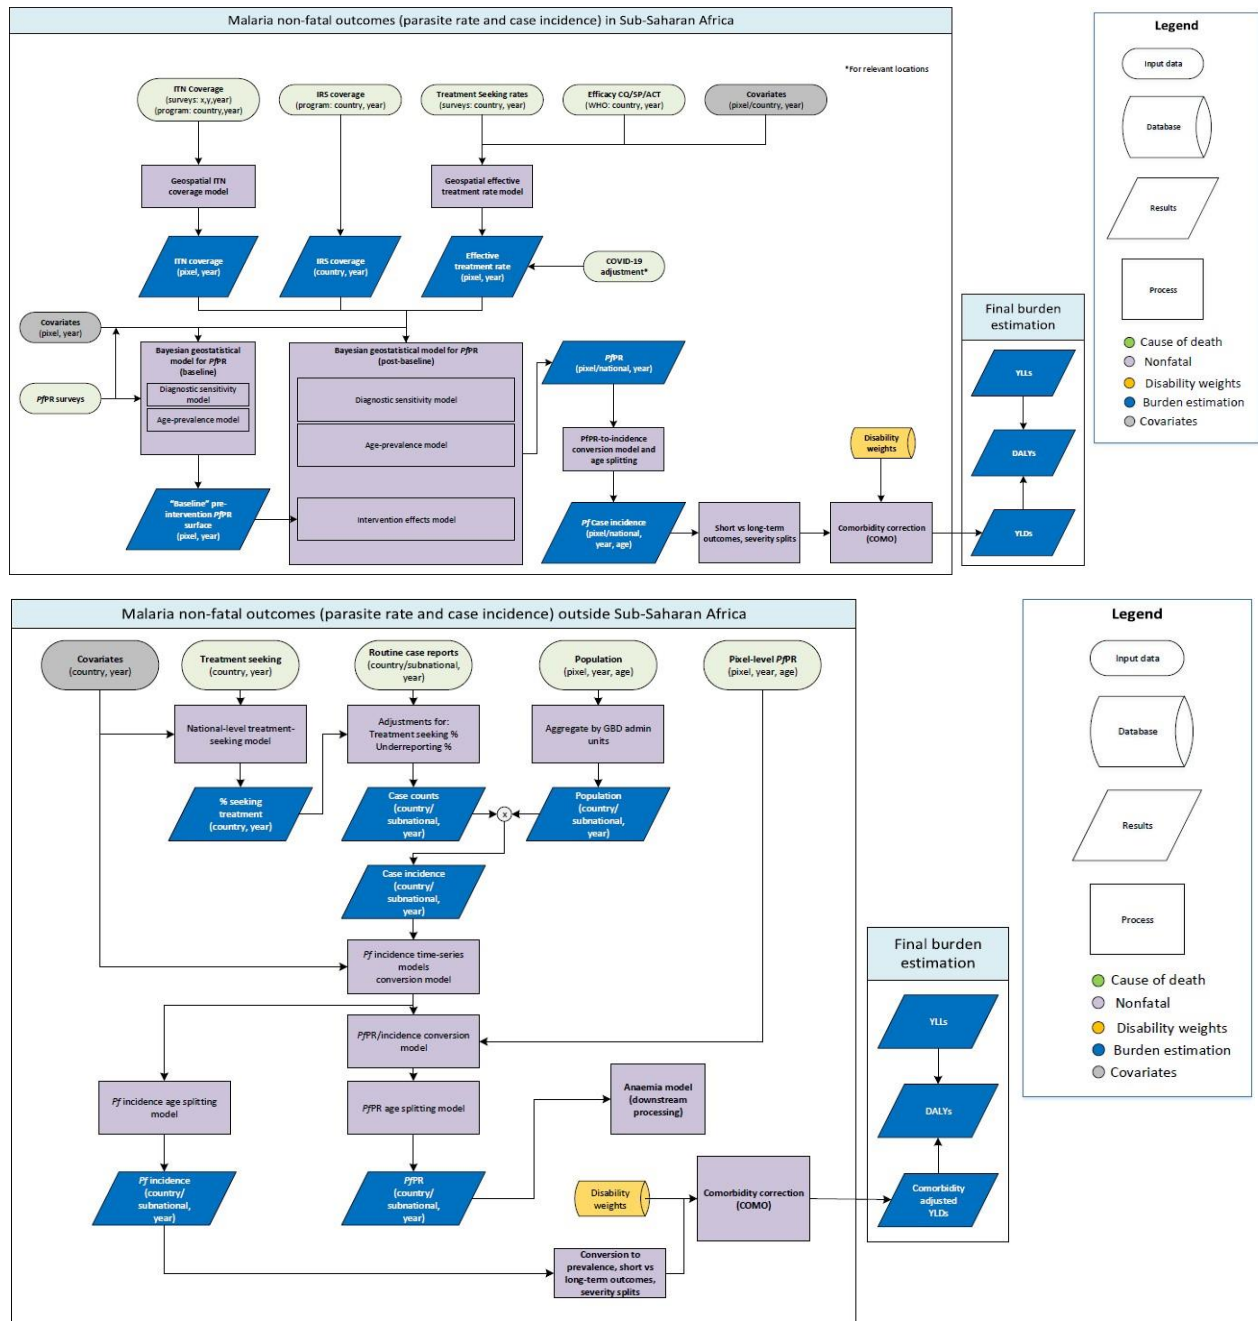 Malaria non-fatal outcomes (parasite rate and case incidence) in Sub-Saharan Africa
*For relevant locations
ITN Coverage
(surveys: x,y,year)
(program: country,year)
IRS coverage
(program: country, year)
Treatment Seeking rates
(surveys: country, year)
Efficacy CQ/SP/ACT
(WHO: country, year)
Covariates
(pixel/country, year)
Geospatial ITN
coverage model
Geospatial effective
treatment rate model
ITN coverage
(pixel, year)
IRS coverage
(country, year)
Effective
treatment rate
(pixel, year)
COVID-19
adjustment*
Covariates
(pixel, year)
PfPR surveys
Bayesian geostatistical
model for PfPR
(baseline)
Diagnostic sensitivity
model
Age-prevalence model
Bayesian geostatistical model for PfPR
(post-baseline)
Diagnostic sensitivity model
Age-prevalence model
Intervention effects model
"Baseline" pre-
intervention PfPR
surface
(pixel, year)
PfPR
(pixel/national, year)
PfPR-to-incidence
conversion model and
age splitting
Pf Case incidence
(pixel/national,
year, age)
Short vs long-term
outcomes, severity splits
Disability
weights
Comorbidity correction
(COMO)
Final burden
estimation
YLLs
DALYs
YLDs
Legend
Input data
Database
Results
Process
Cause of death
Nonfatal
Disability weights
Burden estimation
Covariates
Malaria non-fatal outcomes (parasite rate and case incidence) outside Sub-Saharan Africa
Covariates
(country, year)
Treatment seeking
(country, year)
Routine case reports
(country/subnational,
year)
Population
(pixel, year, age)
Pixel-level PfPR
(pixel, year, age)
National-level treatment-
seeking model
Adjustments for:
Treatment seeking %
Underreporting %
Aggregate by GBD admin
units
% seeking
treatment
(country, year)
Case counts
(country/
subnational,
year)
x
Population
(country/
subnational,
year)
Case incidence
(country/
subnational,
year)
Pf incidence time-series
models
conversion model
PfPR/incidence conversion
model
Pf incidence age splitting
model
PfPR age splitting model
Anaemia model
(downstream
processing)
Pf incidence
(country/
subnational,
year)
PfPR
(country/
subnational,
year)
Disability
weights
Comorbidity correction
(COMO)
Conversion to
prevalence, short vs
long-term outcomes,
severity splits
Final burden
estimation
YLLs
DALYs
Comorbidity
adjusted
YLDs
Legend
Input data
Database
Results
Process
Cause of death
Nonfatal
Disability weights
Burden estimation
Covariates